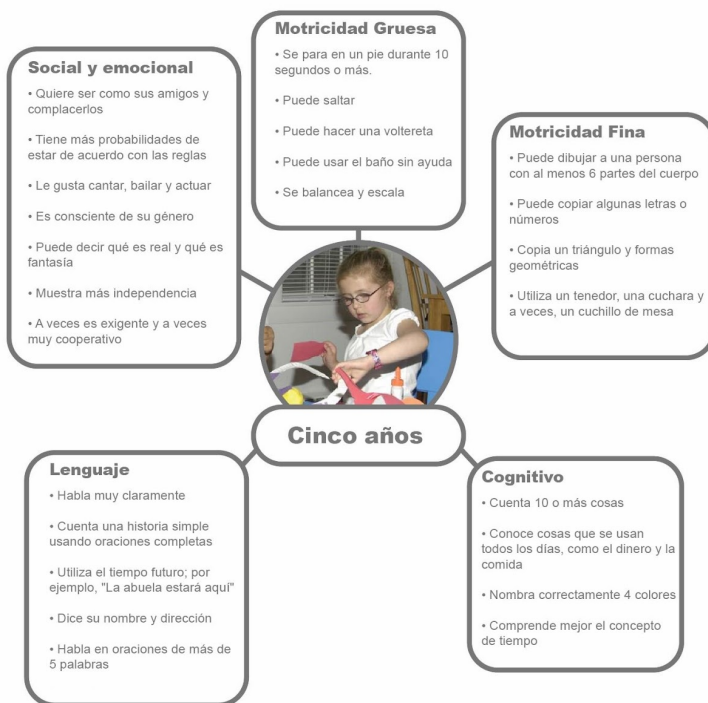 Motricidad Gruesa
• Se para en un pie durante 10
segundos o más.
• Puede saltar
• Puede hacer una voltereta
• Puede usar el baño sin ayuda
• Se balancea y escala
Social y emocional
• Quiere ser como sus amigos y
complacerlos
• Tiene más probabilidades de
estar de acuerdo con las reglas
• Le gusta cantar, bailar y actuar
• Es consciente de su género
• Puede decir qué es real y qué es
fantasía
• Muestra más independencia
• A veces es exigente y a veces
muy cooperativo
Motricidad Fina
• Puede dibujar a una persona
con al menos 6 partes del cuerpo
• Puede copiar algunas letras o
números
• Copia un triángulo y formas
geométricas
• Utiliza un tenedor, una cuchara y
a veces, un cuchillo de mesa
Cinco años
Lenguaje
• Habla muy claramente
• Cuenta una historia simple
usando oraciones completas
• Utiliza el tiempo futuro; por
ejemplo, "La abuela estará aquí"
• Dice su nombre y dirección
• Habla en oraciones de más de
5 palabras
Cognitivo
• Cuenta 10 o más cosas
• Conoce cosas que se usan
todos los días, como el dinero y la
comida
• Nombra correctamente 4 colores
• Comprende mejor el concepto
de tiempo